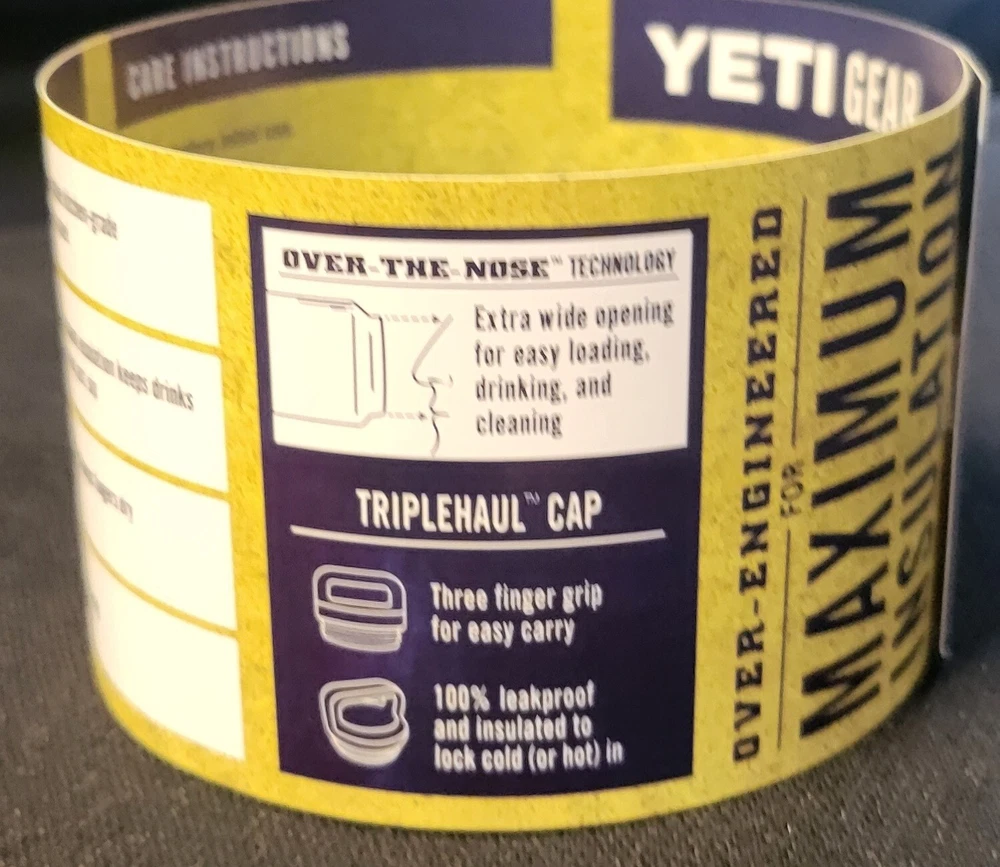 CARE INSTRUCTIONS
YETI GEAR
keeps drinks
OVER-THE-NOSE™ TECHNOLOGY
Extra wide opening
for easy loading,
drinking, and
cleaning
TRIPLEHAUL™ CAP
Three finger grip
for easy carry
100% leakproof
and insulated to
lock cold (or hot) in
OVER-ENGINEERED
FOR
MAXIMUM
INSULATION